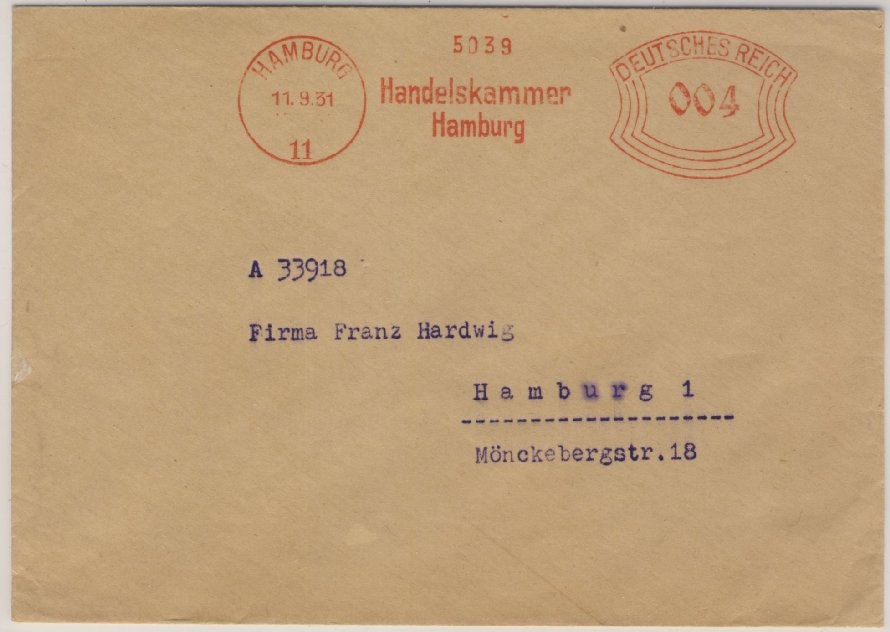 HAMBURG
11.9.31
11
5039
Handelskammer
Hamburg
DEUTSCHES REICH
004
A 33918
Firma Franz Hardwig
Hamburg 1
--------------------
Mönckebergstr.18